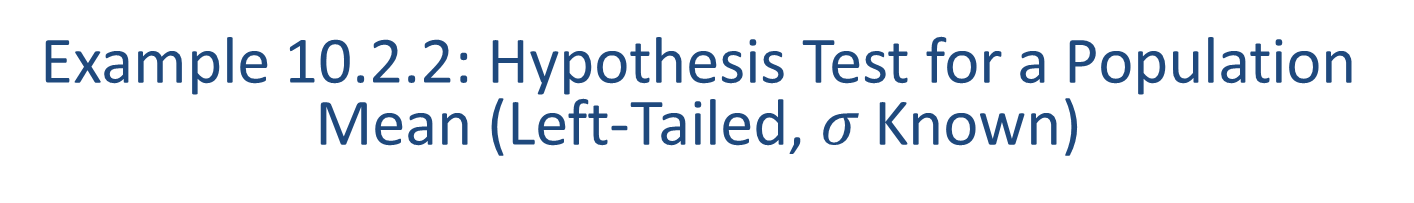 Example 10.2.2: Hypothesis Test for a Population
Mean (Left-Tailed, 𝜎 Known)